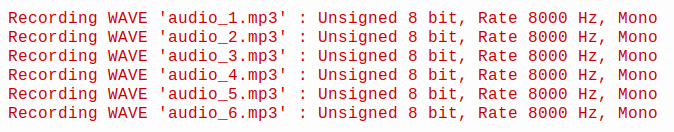 Recording WAVE 'audio_1.mp3' : Unsigned 8 bit, Rate 8000 Hz, Mono
Recording WAVE 'audio_2.mp3' : Unsigned 8 bit, Rate 8000 Hz, Mono
Recording WAVE 'audio_3.mp3' : Unsigned 8 bit, Rate 8000 Hz, Mono
Recording WAVE 'audio_4.mp3' : Unsigned 8 bit, Rate 8000 Hz, Mono
Recording WAVE 'audio_5.mp3' : Unsigned 8 bit, Rate 8000 Hz, Mono
Recording WAVE 'audio_6.mp3' : Unsigned 8 bit, Rate 8000 Hz, Mono